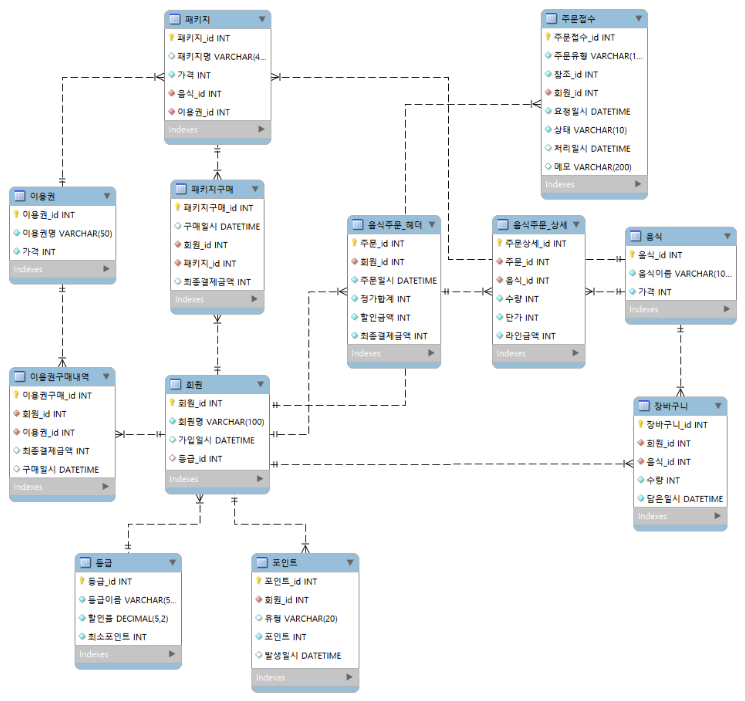 패키지
패키지_id INT
패키지명 VARCHAR(4...
가격 INT
음식_id INT
이용권_id INT
Indexes
주문접수
주문접수_id INT
주문유형 VARCHAR(1...
참조_id INT
회원_id INT
요청일시 DATETIME
상태 VARCHAR(10)
처리일시 DATETIME
메모 VARCHAR(200)
Indexes
이용권
이용권_id INT
이용권명 VARCHAR(50)
가격 INT
Indexes
패키지구매
패키지구매_id INT
구매일시 DATETIME
회원_id INT
패키지_id INT
최종결제금액 INT
Indexes
음식주문_헤더
주문_id INT
회원_id INT
주문일시 DATETIME
정가합계 INT
할인금액 INT
최종결제금액 INT
Indexes
음식주문_상세
주문상세_id INT
주문_id INT
음식_id INT
수량 INT
단가 INT
라인금액 INT
Indexes
음식
음식_id INT
음식이름 VARCHAR(10...
가격 INT
Indexes
이용권구매내역
이용권구매_id INT
회원_id INT
이용권_id INT
최종결제금액 INT
구매일시 DATETIME
Indexes
회원
회원_id INT
회원명 VARCHAR(100)
가입일시 DATETIME
등급_id INT
Indexes
장바구니
장바구니_id INT
회원_id INT
음식_id INT
수량 INT
담은일시 DATETIME
Indexes
등급
등급_id INT
등급이름 VARCHAR(5...
할인율 DECIMAL(5,2)
최소포인트 INT
Indexes
포인트
포인트_id INT
회원_id INT
유형 VARCHAR(20)
포인트 INT
발생일시 DATETIME
Indexes